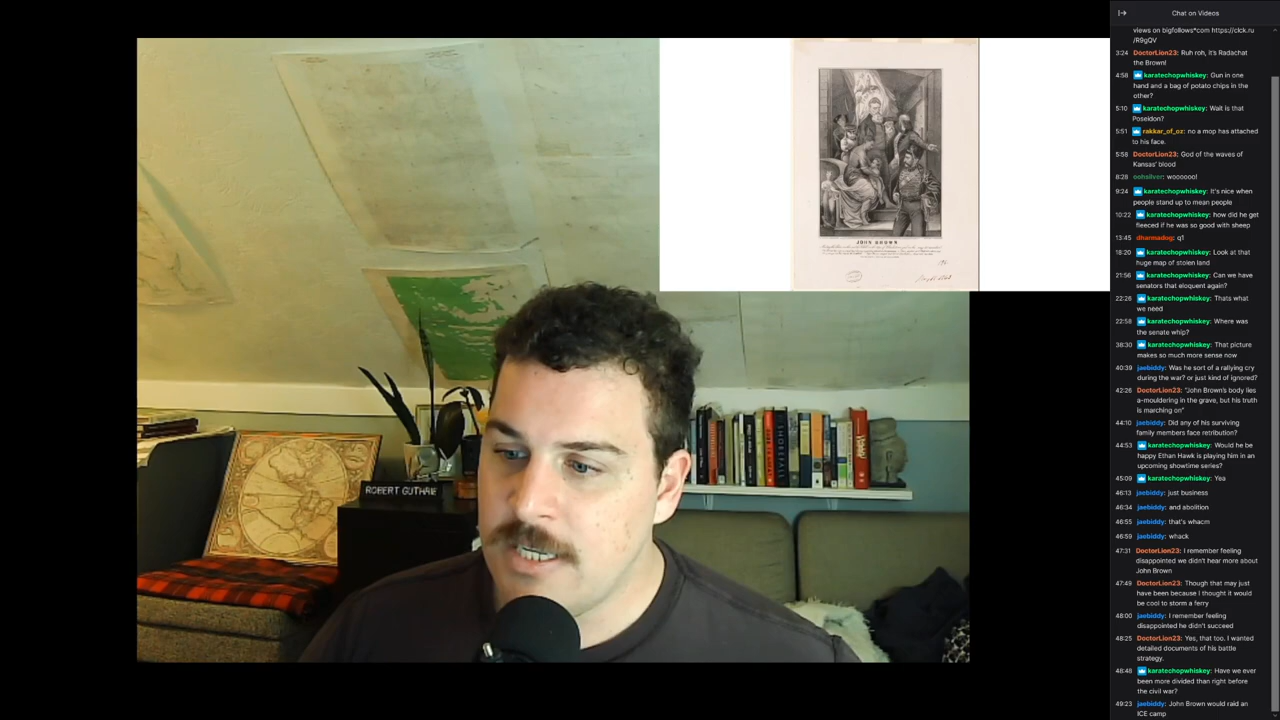 Chat on Videos
views on bigfollows*com https://clck.ru
/R9gQV
3:24 DoctorLion23: Ruh roh, it's Radachat
the Brown!
4:58 karatechopwhiskey: Gun in one
hand and a bag of potato chips in the
other?
5:10 karatechopwhiskey: Wait is that
Poseidon?
5:51 rakkar_of_oz: no a mop has attached
to his face.
5:58 DoctorLion23: God of the waves of
Kansas' blood
8:28 oohsilver: woooooo!
9:24 karatechopwhiskey: It's nice when
people stand up to mean people
10:22 karatechopwhiskey: how did he get
fleeced if he was so good with sheep
13:45 dharmadog: q1
18:20 karatechopwhiskey: Look at that
huge map of stolen land
21:56 karatechopwhiskey: Can we have
senators that eloquent again?
22:26 karatechopwhiskey: Thats what
we need
22:58 karatechopwhiskey: Where was
the senate whip?
38:30 karatechopwhiskey: That picture
makes so much more sense now
40:39 jaebiddy: Was he sort of a rallying cry
during the war? or just kind of ignored?
42:26 DoctorLion23: "John Brown's body lies
a-mouldering in the grave, but his truth
is marching on"
44:10 jaebiddy: Did any of his surviving
family members face retribution?
44:53 karatechopwhiskey: Would he be
happy Ethan Hawk is playing him in an
upcoming showtime series?
45:09 karatechopwhiskey: Yea
46:13 jaebiddy: just business
46:34 jaebiddy: and abolition
46:55 jaebiddy: that's whacm
46:59 jaebiddy: whack
47:31 DoctorLion23: I remember feeling
disappointed we didn't hear more about
John Brown
47:49 DoctorLion23: Though that may just
have been because I thought it would
be cool to storm a ferry
48:00 jaebiddy: I remember feeling
disappointed he didn't succeed
48:25 DoctorLion23: Yes, that too. I wanted
detailed documents of his battle
strategy.
48:48 karatechopwhiskey: Have we ever
been more divided than right before
the civil war?
49:23 jaebiddy: John Brown would raid an
ICE camp
JOHN BROWN
ROBERT GUTHRIE
SHOREFALL